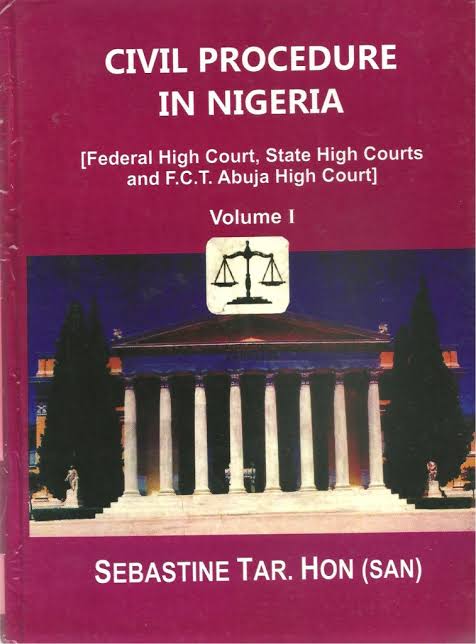 CIVIL PROCEDURE
IN NIGERIA
[Federal High Court, State High Courts
and F.C.T. Abuja High Court]
Volume I
SEBASTINE TAR. HON (SAN)